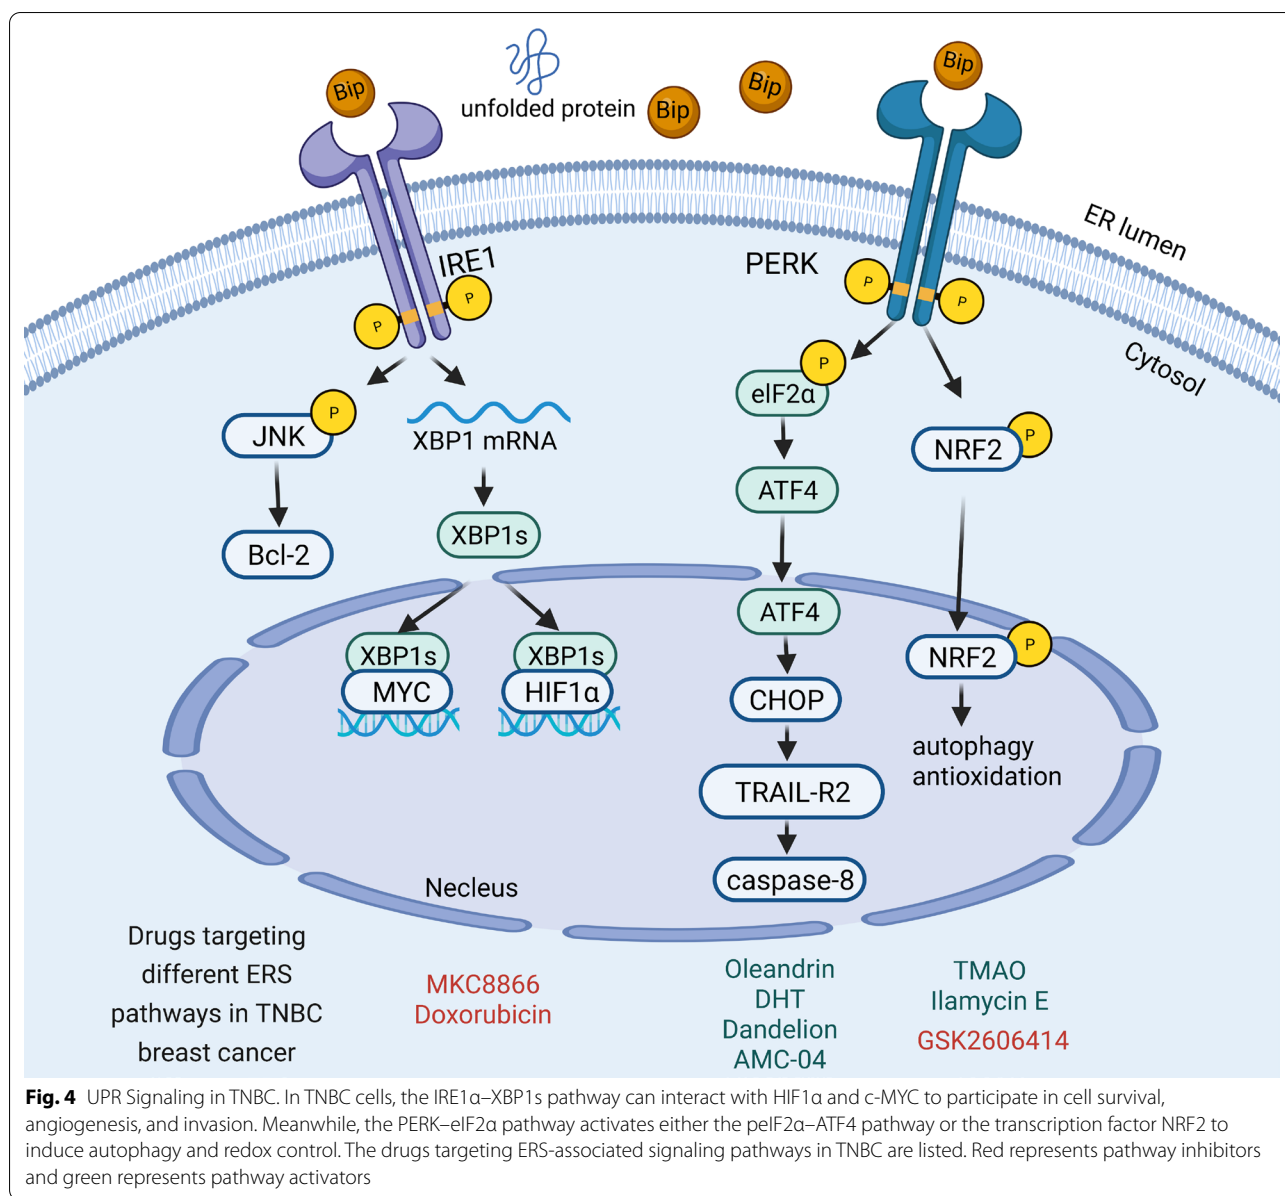 Bip
unfolded protein
Bip
Bip
Bip
ER lumen
IRE1
PERK
P
P
P
P
Cytosol
P
eIF2α
P
JNK
XBP1 mRNA
P
NRF2
ATF4
Bcl-2
XBP1s
ATF4
XBP1s
MYC
XBP1s
HIF1α
P
NRF2
CHOP
autophagy
antioxidation
TRAIL-R2
caspase-8
Necleus
Drugs targeting
different ERS
pathways in TNBC
breast cancer
MKC8866
Doxorubicin
Oleandrin
DHT
Dandelion
AMC-04
TMAO
Ilamycin E
GSK2606414
Fig. 4 UPR Signaling in TNBC. In TNBC cells, the IRE1α–XBP1s pathway can interact with HIF1α and c-MYC to participate in cell survival,
angiogenesis, and invasion. Meanwhile, the PERK–eIF2α pathway activates either the peIF2α–ATF4 pathway or the transcription factor NRF2 to
induce autophagy and redox control. The drugs targeting ERS-associated signaling pathways in TNBC are listed. Red represents pathway inhibitors
and green represents pathway activators